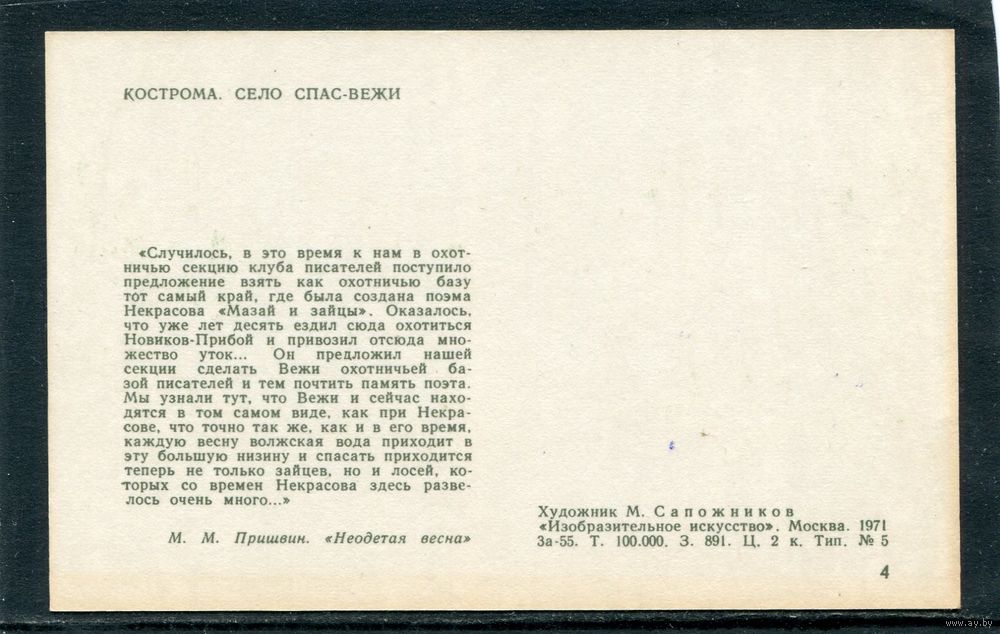 КОСТРОМА. СЕЛО СПАС-ВЕЖИ
«Случилось, в это время к нам в охот-
ничью секцию клуба писателей поступило
предложение взять как охотничью базу
тот самый край, где была создана поэма
Некрасова «Мазай и зайцы». Оказалось,
что уже лет десять ездил сюда охотиться
Новиков-Прибой и привозил отсюда мно-
жество уток... Он предложил нашей
секции сделать Вежи охотничьей ба-
зой писателей и тем почтить память поэта.
Мы узнали тут, что Вежи и сейчас нахо-
дятся в том самом виде, как при Некра-
сове, что точно так же, как и в его время,
каждую весну волжская вода приходит в
эту большую низину и спасать приходится
теперь не только зайцев, но и лосей, ко-
торых со времен Некрасова здесь разве-
лось очень много...»
М. М. Пришвин. «Неодетая весна»
Художник М. Сапожников
«Изобразительное искусство». Москва. 1971
За-55. Т. 100.000. З. 891. Ц. 2 к. Тип. № 5
4
www.ay.by